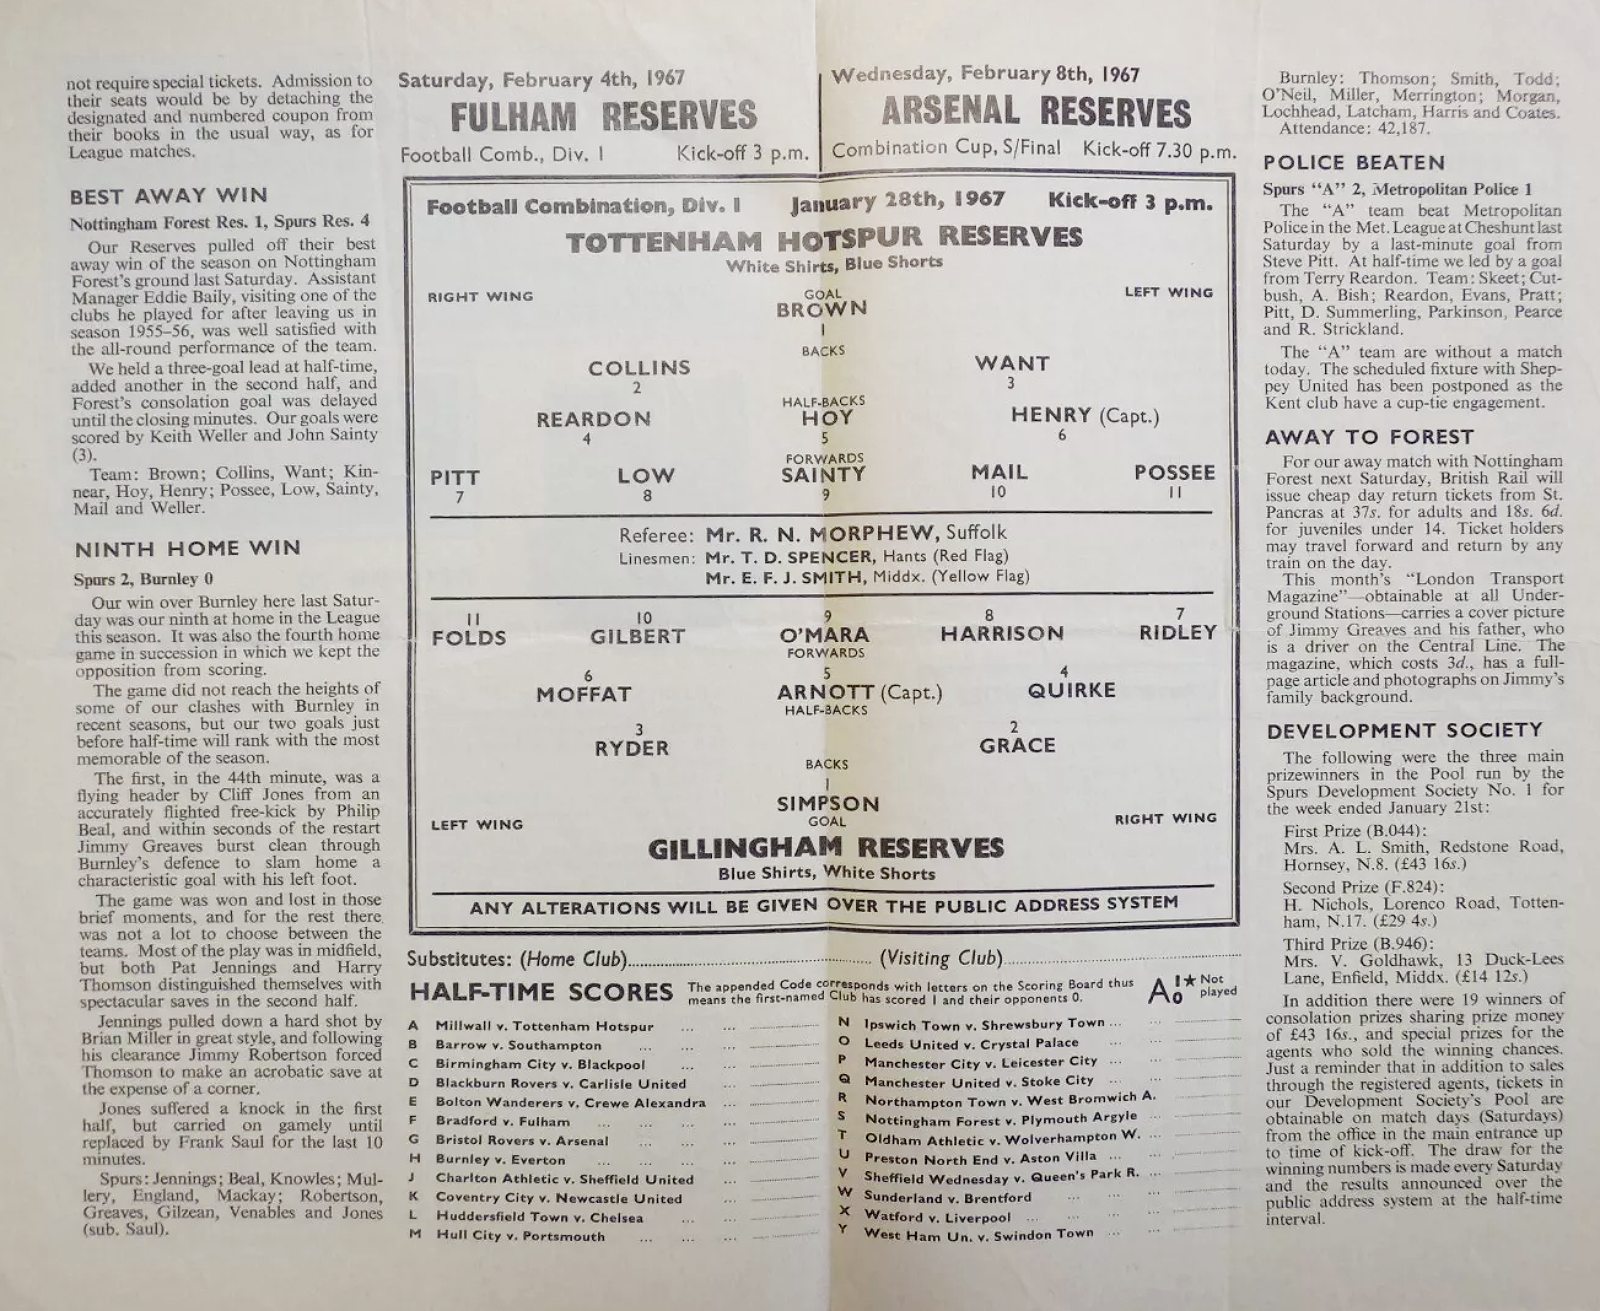 not require special tickets. Admission to
their seats would be by detaching the
designated and numbered coupon from
their books in the usual way, as for
League matches.
BEST AWAY WIN
Nottingham Forest Res. 1, Spurs Res. 4
Our Reserves pulled off their best
away win of the season on Nottingham
Forest's ground last Saturday. Assistant
Manager Eddie Baily, visiting one of the
clubs he played for after leaving us in
season 1955–56, was well satisfied with
the all-round performance of the team.
We held a three-goal lead at half-time,
added another in the second half, and
Forest's consolation goal was delayed
until the closing minutes. Our goals were
scored by Keith Weller and John Sainty
(3).
Team: Brown; Collins, Want; Kin-
near, Hoy, Henry; Possee, Low, Sainty,
Mail and Weller.
NINTH HOME WIN
Spurs 2, Burnley 0
Our win over Burnley here last Satur-
day was our ninth at home in the League
this season. It was also the fourth home
game in succession in which we kept the
opposition from scoring.
The game did not reach the heights of
some of our clashes with Burnley in
recent seasons, but our two goals just
before half-time will rank with the most
memorable of the season.
The first, in the 44th minute, was a
flying header by Cliff Jones from an
accurately flighted free-kick by Philip
Beal, and within seconds of the restart
Jimmy Greaves burst clean through
Burnley's defence to slam home a
characteristic goal with his left foot.
The game was won and lost in those
brief moments, and for the rest there
was not a lot to choose between the
teams. Most of the play was in midfield,
but both Pat Jennings and Harry
Thomson distinguished themselves with
spectacular saves in the second half.
Jennings pulled down a hard shot by
Brian Miller in great style, and following
his clearance Jimmy Robertson forced
Thomson to make an acrobatic save at
the expense of a corner.
Jones suffered a knock in the first
half, but carried on gamely until
replaced by Frank Saul for the last 10
minutes.
Spurs: Jennings; Beal, Knowles; Mul-
lery, England, Mackay; Robertson,
Greaves, Gilzean, Venables and Jones
(sub. Saul).
Saturday, February 4th, 1967
FULHAM RESERVES
Football Comb., Div. 1 Kick-off 3 p.m.
Wednesday, February 8th, 1967
ARSENAL RESERVES
Combination Cup, S/Final Kick-off 7.30 p.m.
Football Combination, Div. 1 January 28th, 1967 Kick-off 3 p.m.
TOTTENHAM HOTSPUR RESERVES
White Shirts, Blue Shorts
RIGHT WING GOAL LEFT WING
BROWN
1
BACKS
COLLINS WANT
2 3
HALF-BACKS
REARDON HOY HENRY (Capt.)
4 5 6
FORWARDS
PITT LOW SAINTY MAIL POSSEE
7 8 9 10 11
Referee: Mr. R. N. MORPHEW, Suffolk
Linesmen: Mr. T. D. SPENCER, Hants (Red Flag)
Mr. E. F. J. SMITH, Middx. (Yellow Flag)
11 10 9 8 7
FOLDS GILBERT O'MARA HARRISON RIDLEY
FORWARDS
6 5 4
MOFFAT ARNOTT (Capt.) QUIRKE
HALF-BACKS
3 2
RYDER GRACE
BACKS
1
SIMPSON
LEFT WING GOAL RIGHT WING
GILLINGHAM RESERVES
Blue Shirts, White Shorts
ANY ALTERATIONS WILL BE GIVEN OVER THE PUBLIC ADDRESS SYSTEM
Substitutes: (Home Club)........ (Visiting Club)........
HALF-TIME SCORES The appended Code corresponds with letters on the Scoring Board thus
means the first-named Club has scored 1 and their opponents 0.
A 1 0 ★ Not played
A Millwall v. Tottenham Hotspur
B Barrow v. Southampton
C Birmingham City v. Blackpool
D Blackburn Rovers v. Carlisle United
E Bolton Wanderers v. Crewe Alexandra
F Bradford v. Fulham
G Bristol Rovers v. Arsenal
H Burnley v. Everton
J Charlton Athletic v. Sheffield United
K Coventry City v. Newcastle United
L Huddersfield Town v. Chelsea
M Hull City v. Portsmouth
N Ipswich Town v. Shrewsbury Town
O Leeds United v. Crystal Palace
P Manchester City v. Leicester City
Q Manchester United v. Stoke City
R Northampton Town v. West Bromwich A.
S Nottingham Forest v. Plymouth Argyle
T Oldham Athletic v. Wolverhampton W.
U Preston North End v. Aston Villa
V Sheffield Wednesday v. Queen's Park R.
W Sunderland v. Brentford
X Watford v. Liverpool
Y West Ham Un. v. Swindon Town
Burnley: Thomson; Smith, Todd;
O'Neil, Miller, Merrington; Morgan,
Lochhead, Latcham, Harris and Coates.
Attendance: 42,187.
POLICE BEATEN
Spurs "A" 2, Metropolitan Police 1
The "A" team beat Metropolitan
Police in the Met. League at Cheshunt last
Saturday by a last-minute goal from
Steve Pitt. At half-time we led by a goal
from Terry Reardon. Team: Skeet; Cut-
bush, A. Bish; Reardon, Evans, Pratt;
Pitt, D. Summerling, Parkinson, Pearce
and R. Strickland.
The "A" team are without a match
today. The scheduled fixture with Shep-
pey United has been postponed as the
Kent club have a cup-tie engagement.
AWAY TO FOREST
For our away match with Nottingham
Forest next Saturday, British Rail will
issue cheap day return tickets from St.
Pancras at 37s. for adults and 18s. 6d.
for juveniles under 14. Ticket holders
may travel forward and return by any
train on the day.
This month's "London Transport
Magazine"—obtainable at all Under-
ground Stations—carries a cover picture
of Jimmy Greaves and his father, who
is a driver on the Central Line. The
magazine, which costs 3d., has a full-
page article and photographs on Jimmy's
family background.
DEVELOPMENT SOCIETY
The following were the three main
prizewinners in the Pool run by the
Spurs Development Society No. 1 for
the week ended January 21st:
First Prize (B.044):
Mrs. A. L. Smith, Redstone Road,
Hornsey, N.8. (£43 16s.)
Second Prize (F.824):
H. Nichols, Lorenco Road, Totten-
ham, N.17. (£29 4s.)
Third Prize (B.946):
Mrs. V. Goldhawk, 13 Duck-Lees
Lane, Enfield, Middx. (£14 12s.)
In addition there were 19 winners of
consolation prizes sharing prize money
of £43 16s., and special prizes for the
agents who sold the winning chances.
Just a reminder that in addition to sales
through the registered agents, tickets in
our Development Society's Pool are
obtainable on match days (Saturdays)
from the office in the main entrance up
to time of kick-off. The draw for the
winning numbers is made every Saturday
and the results announced over the
public address system at the half-time
interval.